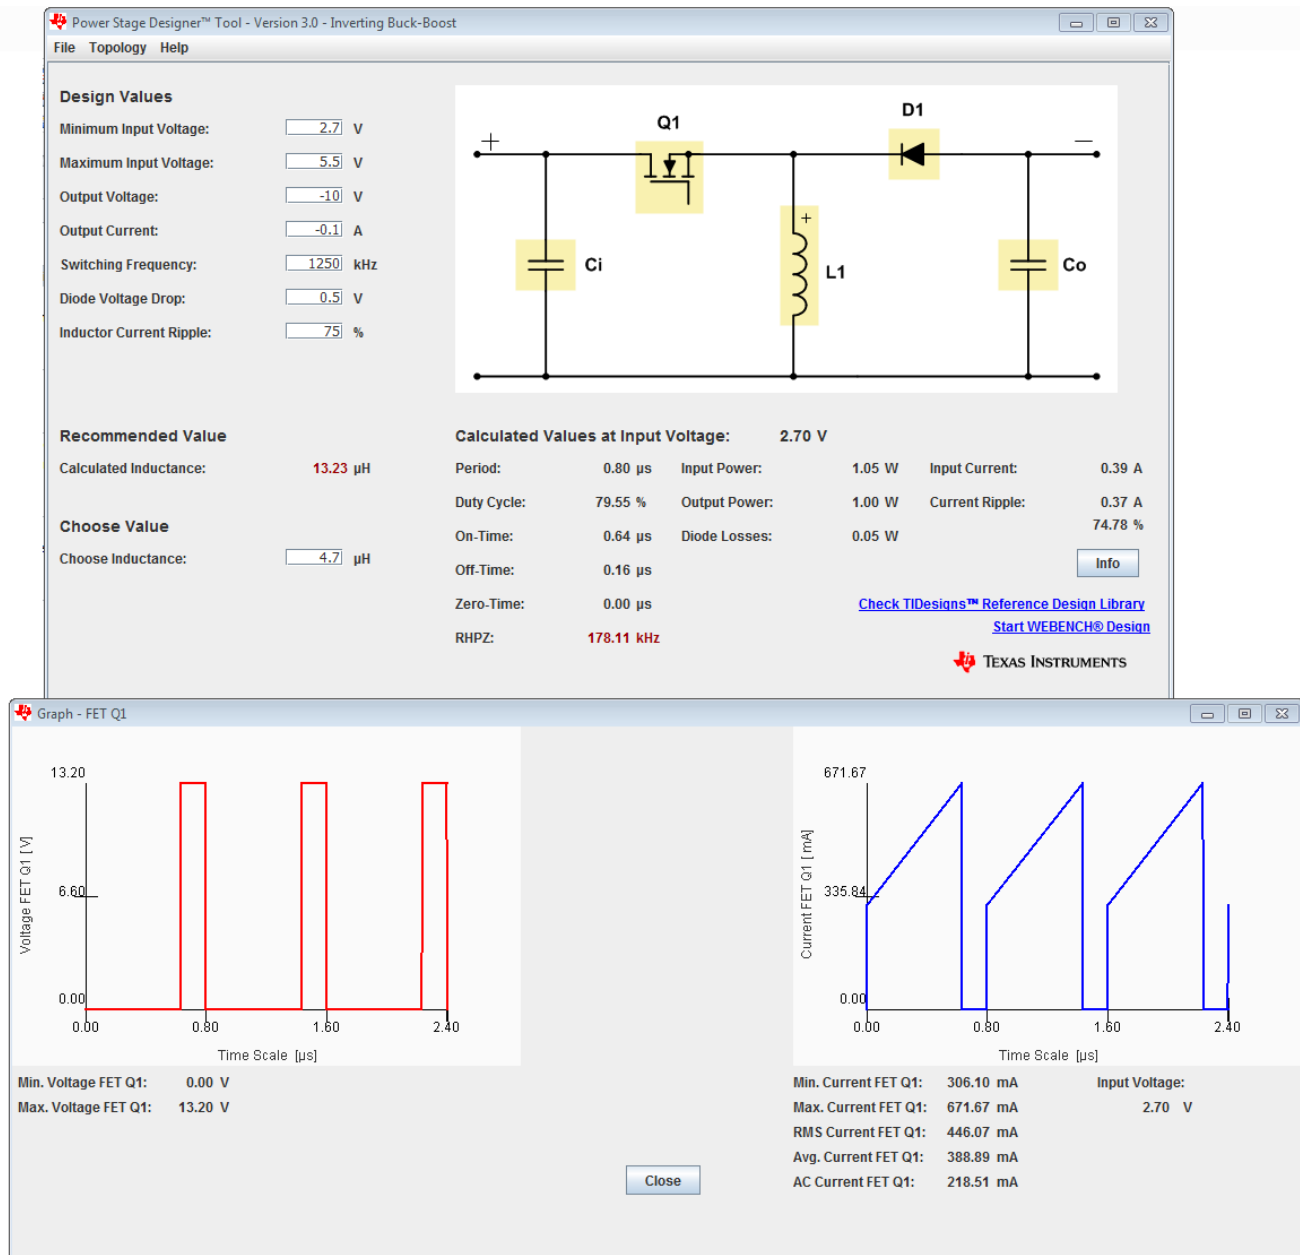 Power Stage Designer™ Tool - Version 3.0 - Inverting Buck-Boost
File Topology Help
Design Values
Minimum Input Voltage: 2.7 V
Maximum Input Voltage: 5.5 V
Output Voltage: -10 V
Output Current: -0.1 A
Switching Frequency: 1250 kHz
Diode Voltage Drop: 0.5 V
Inductor Current Ripple: 75 %
Q1
D1
+
−
+
Ci
L1
Co
Recommended Value
Calculated Inductance: 13.23 µH
Choose Value
Choose Inductance: 4.7 µH
Calculated Values at Input Voltage: 2.70 V
Period: 0.80 µs Input Power: 1.05 W Input Current: 0.39 A
Duty Cycle: 79.55 % Output Power: 1.00 W Current Ripple: 0.37 A
74.78 %
On-Time: 0.64 µs Diode Losses: 0.05 W
Info
Off-Time: 0.16 µs
Zero-Time: 0.00 µs
Check TIDesigns™ Reference Design Library
RHPZ: 178.11 kHz
Start WEBENCH® Design
TEXAS INSTRUMENTS
Graph - FET Q1
13.20
6.60
0.00
Voltage FET Q1 [V]
0.00 0.80 1.60 2.40
Time Scale [µs]
Min. Voltage FET Q1: 0.00 V
Max. Voltage FET Q1: 13.20 V
671.67
335.84
0.00
Current FET Q1 [mA]
0.00 0.80 1.60 2.40
Time Scale [µs]
Min. Current FET Q1: 306.10 mA Input Voltage:
Max. Current FET Q1: 671.67 mA 2.70 V
RMS Current FET Q1: 446.07 mA
Avg. Current FET Q1: 388.89 mA
AC Current FET Q1: 218.51 mA
Close